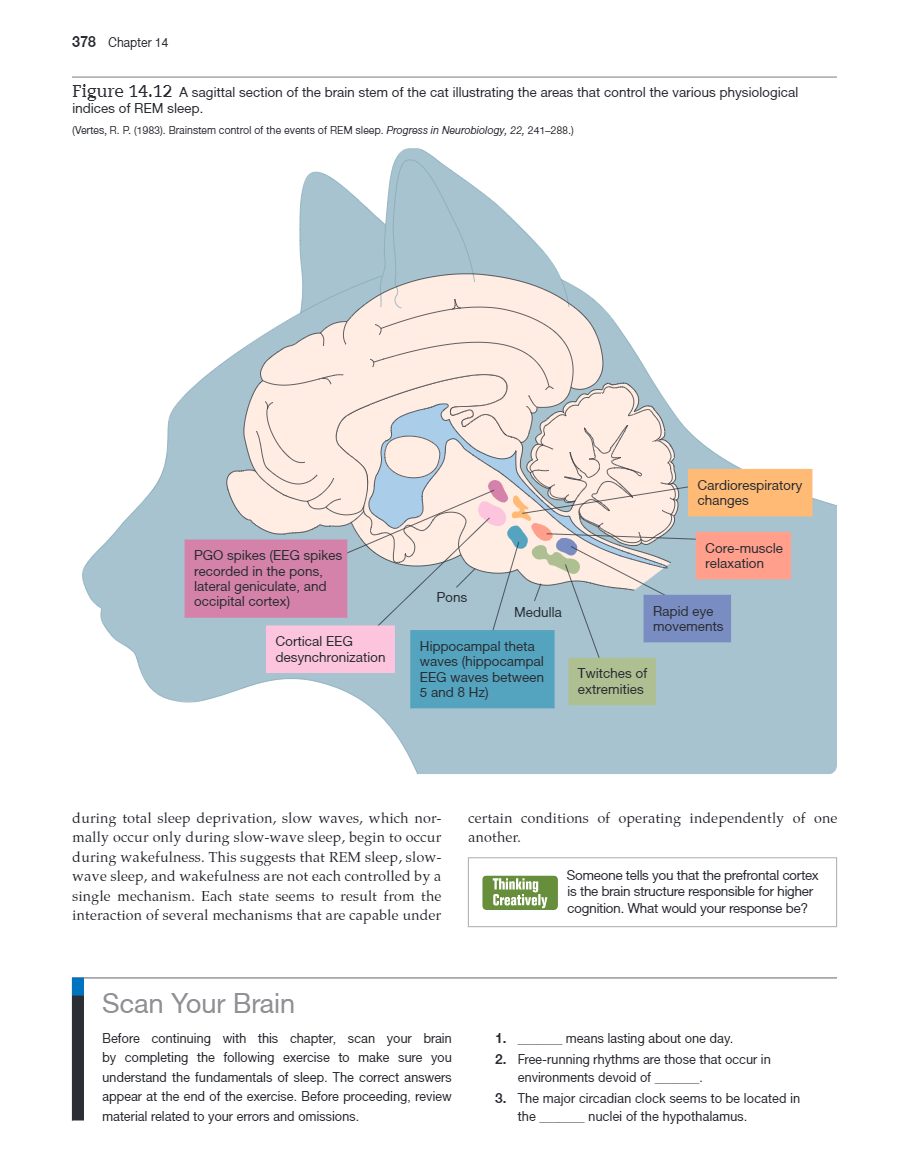 378 Chapter 14
Figure 14.12 A sagittal section of the brain stem of the cat illustrating the areas that control the various physiological
indices of REM sleep.
(Vertes, R. P. (1983). Brainstem control of the events of REM sleep. Progress in Neurobiology, 22, 241–288.)
Cardiorespiratory
changes
Core-muscle
relaxation
PGO spikes (EEG spikes
recorded in the pons,
lateral geniculate, and
occipital cortex)
Pons
Medulla
Rapid eye
movements
Cortical EEG
desynchronization
Hippocampal theta
waves (hippocampal
EEG waves between
5 and 8 Hz)
Twitches of
extremities
during total sleep deprivation, slow waves, which nor-
mally occur only during slow-wave sleep, begin to occur
during wakefulness. This suggests that REM sleep, slow-
wave sleep, and wakefulness are not each controlled by a
single mechanism. Each state seems to result from the
interaction of several mechanisms that are capable under
certain conditions of operating independently of one
another.
Thinking
Creatively
Someone tells you that the prefrontal cortex
is the brain structure responsible for higher
cognition. What would your response be?
Scan Your Brain
Before continuing with this chapter, scan your brain
by completing the following exercise to make sure you
understand the fundamentals of sleep. The correct answers
appear at the end of the exercise. Before proceeding, review
material related to your errors and omissions.
1. ______ means lasting about one day.
2. Free-running rhythms are those that occur in
environments devoid of ______.
3. The major circadian clock seems to be located in
the ______ nuclei of the hypothalamus.